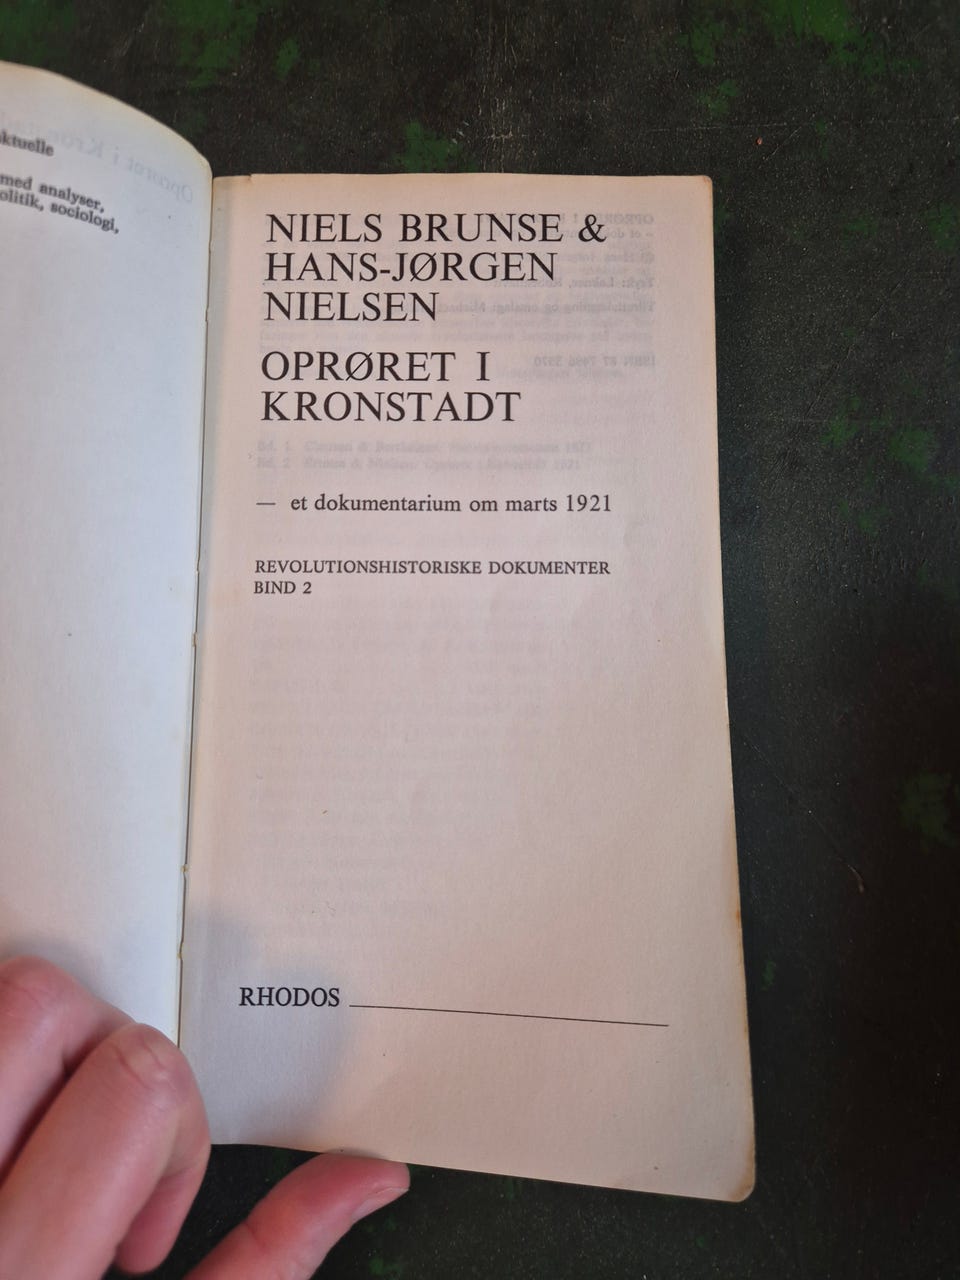 aktuelle
med analyser,
olitik, sociologi,
NIELS BRUNSE &
HANS-JØRGEN
NIELSEN
OPRØRET I
KRONSTADT
— et dokumentarium om marts 1921
REVOLUTIONSHISTORISKE DOKUMENTER
BIND 2
RHODOS